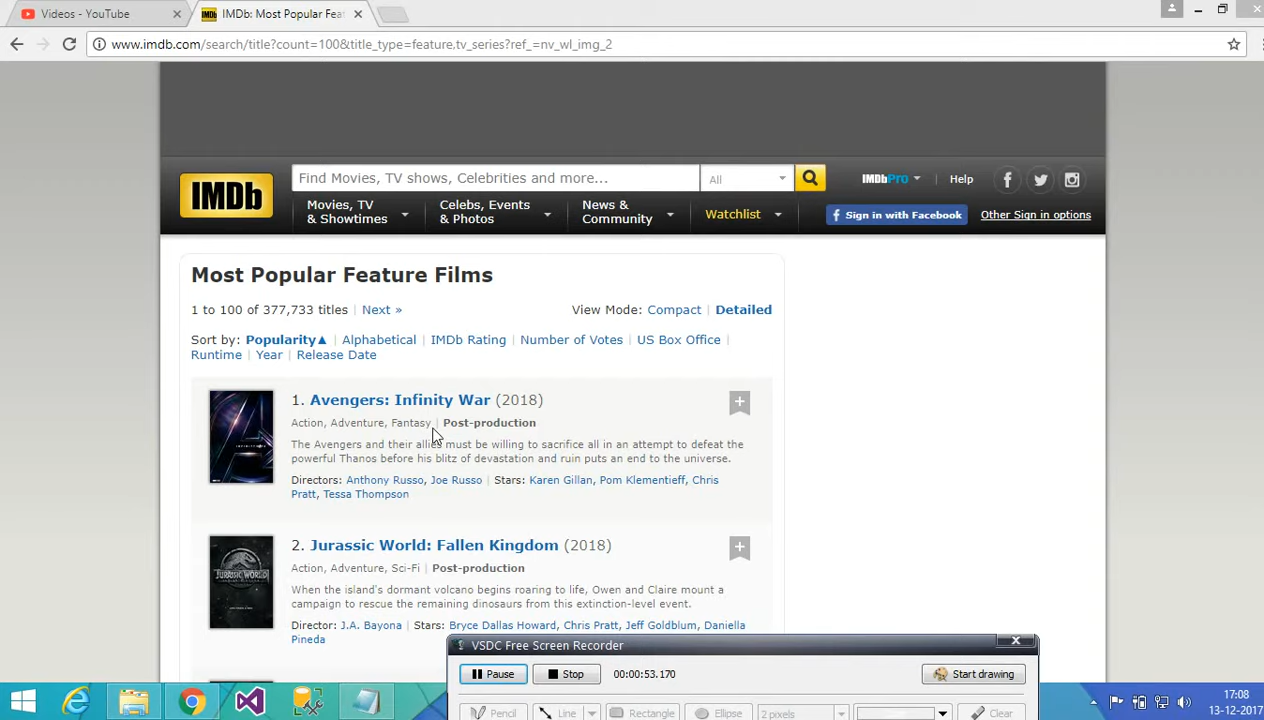 Videos - YouTube
IMDb: Most Popular Fea
www.imdb.com/search/title?count=100&title_type=feature.tv_series?ref_=nv_wl_img_2
IMDb
Find Movies, TV shows, Celebrities and more...
All
IMDbPro
Help
Movies, TV
& Showtimes
Celebs, Events
& Photos
News &
Community
Watchlist
Sign in with Facebook
Other Sign in options
Most Popular Feature Films
1 to 100 of 377,733 titles | Next »
View Mode: Compact | Detailed
Sort by: Popularity▲ | Alphabetical | IMDb Rating | Number of Votes | US Box Office |
Runtime | Year | Release Date
1. Avengers: Infinity War (2018)
Action, Adventure, Fantasy | Post-production
The Avengers and their allies must be willing to sacrifice all in an attempt to defeat the
powerful Thanos before his blitz of devastation and ruin puts an end to the universe.
Directors: Anthony Russo, Joe Russo | Stars: Karen Gillan, Pom Klementieff, Chris
Pratt, Tessa Thompson
JURASSIC WORLD
2. Jurassic World: Fallen Kingdom (2018)
Action, Adventure, Sci-Fi | Post-production
When the island's dormant volcano begins roaring to life, Owen and Claire mount a
campaign to rescue the remaining dinosaurs from this extinction-level event.
Director: J.A. Bayona | Stars: Bryce Dallas Howard, Chris Pratt, Jeff Goldblum, Daniella
Pineda
VSDC Free Screen Recorder
Pause
Stop
00:00:53.170
Start drawing
Pencil
Line
Rectangle
Ellipse
2 pixels
Clear
17:08
13-12-2017